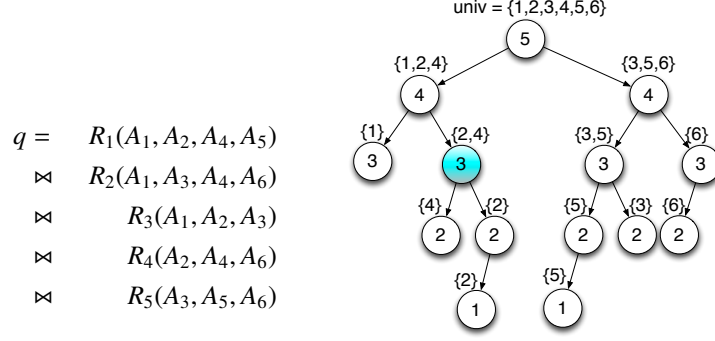 univ = {1,2,3,4,5,6}
5
{1,2,4} {3,5,6}
4 4
{1} {2,4} {3,5} {6}
3 3 3 3
{4} {2} {5} {3} {6}
2 2 2 2 2
{2} {5}
1 1
q = R₁(A₁, A₂, A₄, A₅)
⋈ R₂(A₁, A₃, A₄, A₆)
⋈ R₃(A₁, A₂, A₃)
⋈ R₄(A₂, A₄, A₆)
⋈ R₅(A₃, A₅, A₆)